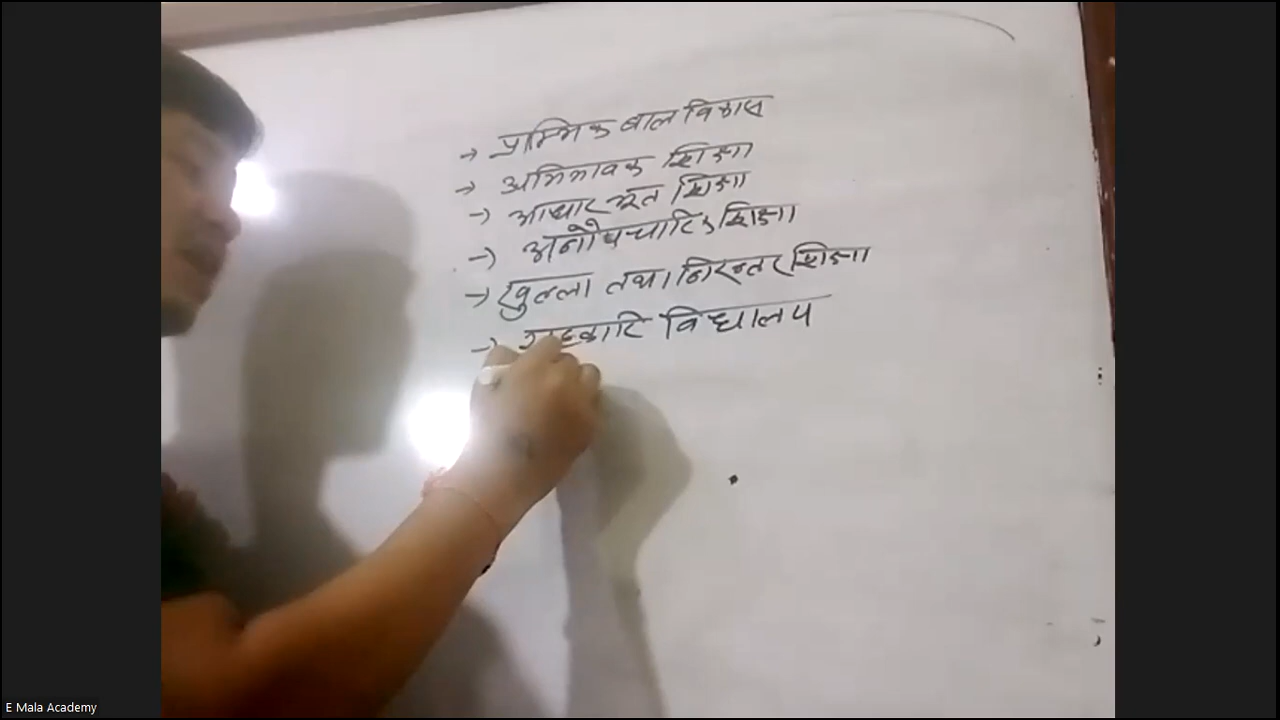 → प्रारम्भिक बाल विकास
→ अभिभावक शिक्षा
→ आधारभूत शिक्षा
→ अनौपचारिक शिक्षा
→ खुल्ला तथा निरन्तर शिक्षा
→ विद्यालय
E Mala Academy